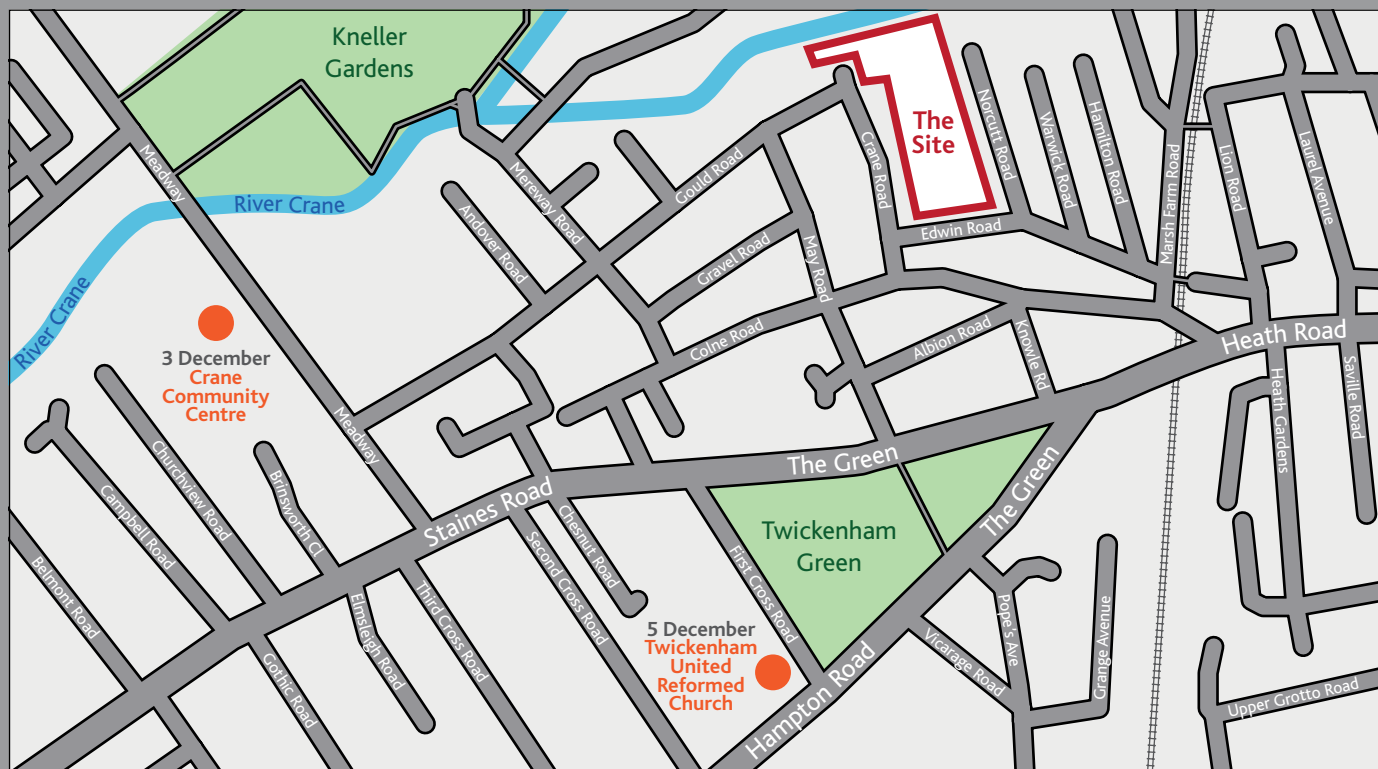 Kneller
Gardens
The
Site
Norcutt Road
Warwick Road
Hamilton Road
Marsh Farm Road
Lion Road
Laurel Avenue
Meadway
River Crane
Mereway Road
Gould Road
Crane Road
Andover Road
Gravel Road
May Road
Edwin Road
River Crane
3 December
Crane
Community
Centre
Colne Road
Albion Road
Knowle Rd
Heath Road
Saville Road
Heath Gardens
Meadway
Churchview Road
Campbell Road
Brinsworth Cl
Belmont Road
Staines Road
The Green
The Green
Twickenham
Green
Chesnut Road
Second Cross Road
First Cross Road
Third Cross Road
Elmsleigh Road
Gothic Road
5 December
Twickenham
United
Reformed
Church
Hampton Road
Vicarage Road
Pope's Ave
Grange Avenue
Upper Grotto Road